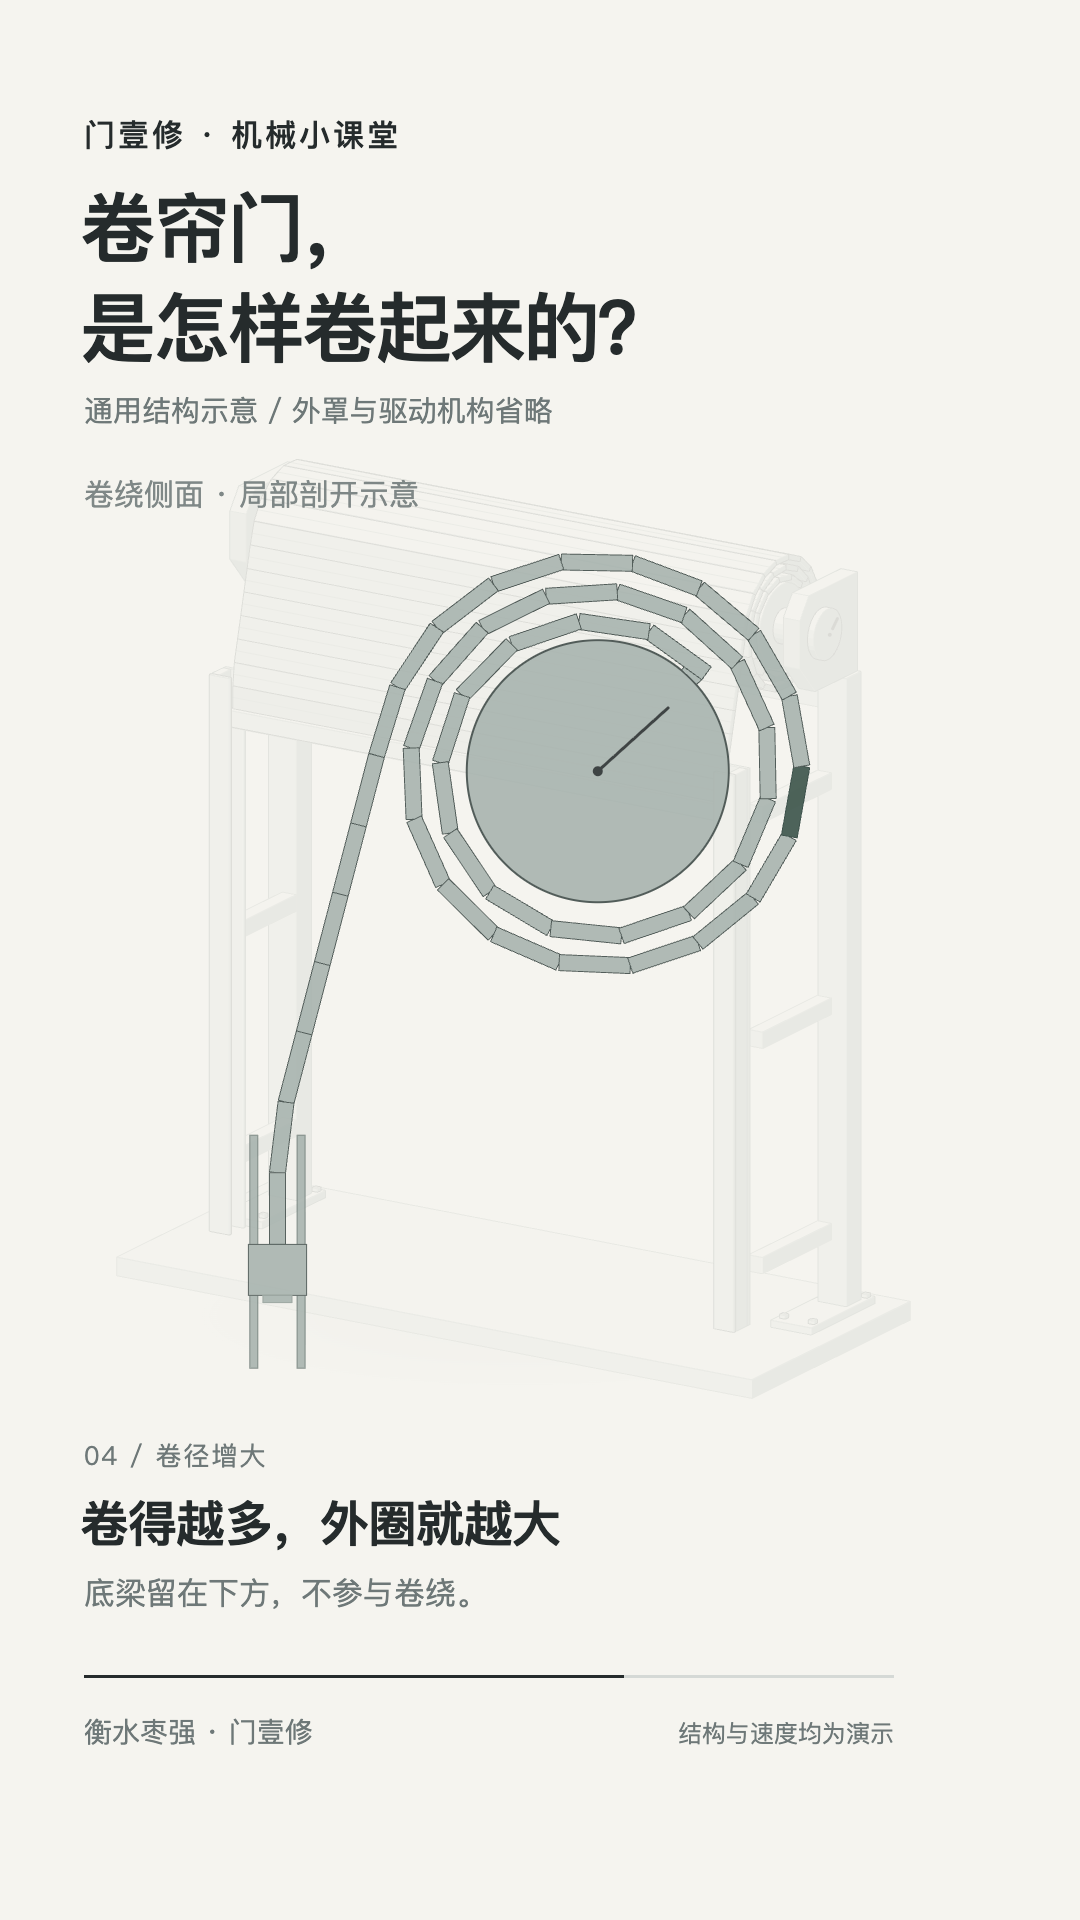 门壹修 · 机械小课堂
卷帘门，
是怎样卷起来的？
通用结构示意 / 外罩与驱动机构省略
卷绕侧面 · 局部剖开示意
04 / 卷径增大
卷得越多，外圈就越大
底梁留在下方，不参与卷绕。
衡水枣强 · 门壹修
结构与速度均为演示